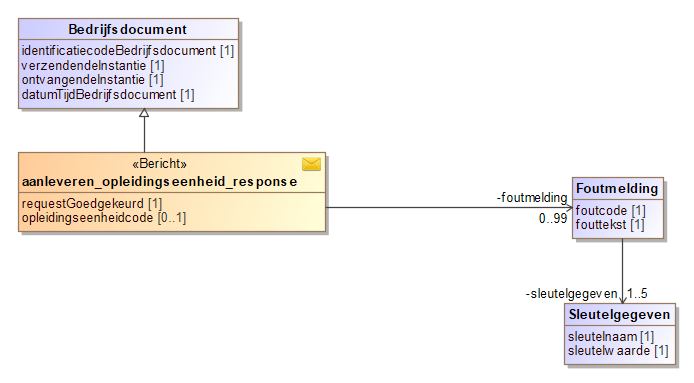 Bedrijfsdocument
identificatiecodeBedrijfsdocument [1]
verzendendeInstantie [1]
ontvangendeInstantie [1]
datumTijdBedrijfsdocument [1]
«Bericht»
aanleveren_opleidingseenheid_response
requestGoedgekeurd [1]
opleidingseenheidcode [0..1]
-foutmelding
0..99
Foutmelding
foutcode [1]
fouttekst [1]
-sleutelgegeven 1..5
Sleutelgegeven
sleutelnaam [1]
sleutelwaarde [1]